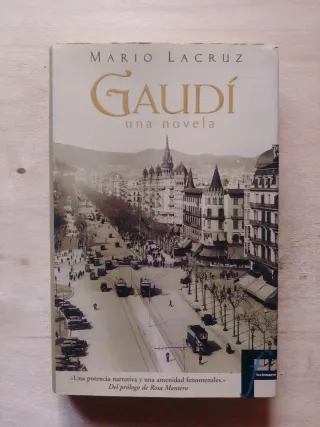 MARIO LACRUZ
GAUDÍ
una novela
«Una potencia narrativa y una amenidad fenomenales.»
Del prólogo de Rosa Montero